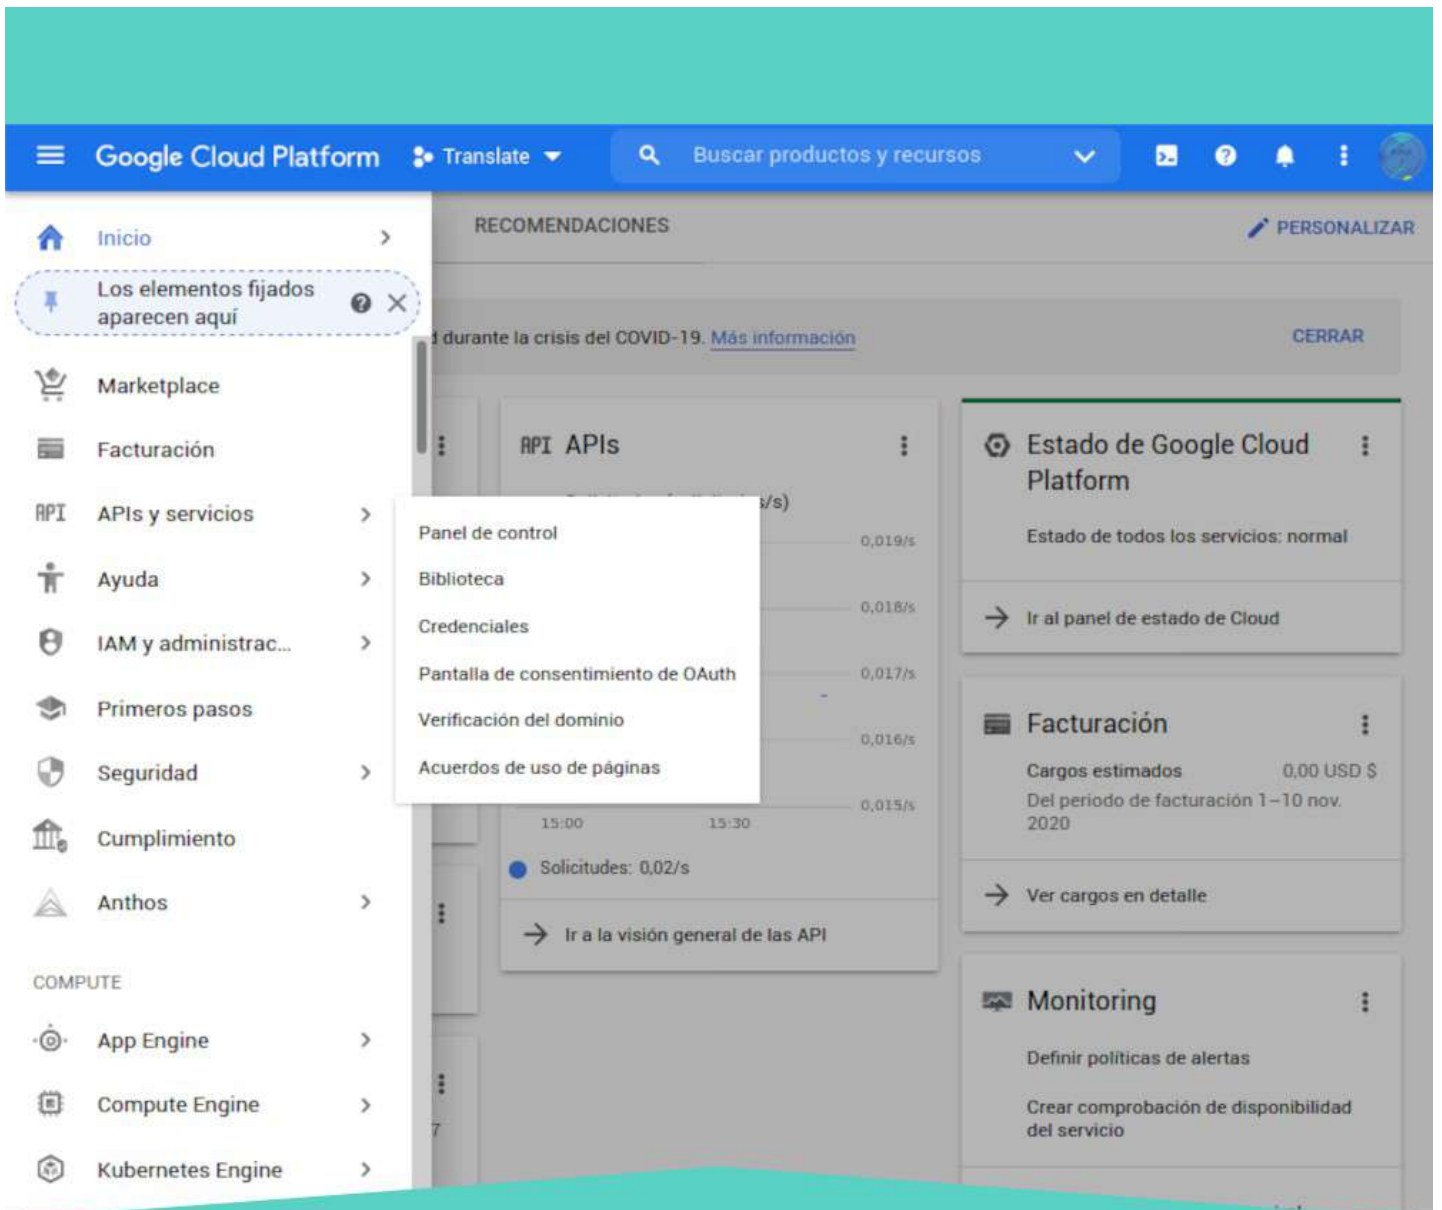 Google Cloud Platform
Translate
Buscar productos y recursos
Inicio
Los elementos fijados
aparecen aquí
Marketplace
Facturación
API APIs y servicios
Ayuda
IAM y administrac...
Primeros pasos
Seguridad
Cumplimiento
Anthos
COMPUTE
App Engine
Compute Engine
Kubernetes Engine
Panel de control
Biblioteca
Credenciales
Pantalla de consentimiento de OAuth
Verificación del dominio
Acuerdos de uso de páginas
RECOMENDACIONES
PERSONALIZAR
durante la crisis del COVID-19. Más información
CERRAR
API APIs
s/s)
0,019/s
0,018/s
0,017/s
0,016/s
0,015/s
15:00 15:30
Solicitudes: 0,02/s
Ir a la visión general de las API
7
Estado de Google Cloud
Platform
Estado de todos los servicios: normal
Ir al panel de estado de Cloud
Facturación
Cargos estimados 0,00 USD $
Del periodo de facturación 1–10 nov.
2020
Ver cargos en detalle
Monitoring
Definir políticas de alertas
Crear comprobación de disponibilidad
del servicio